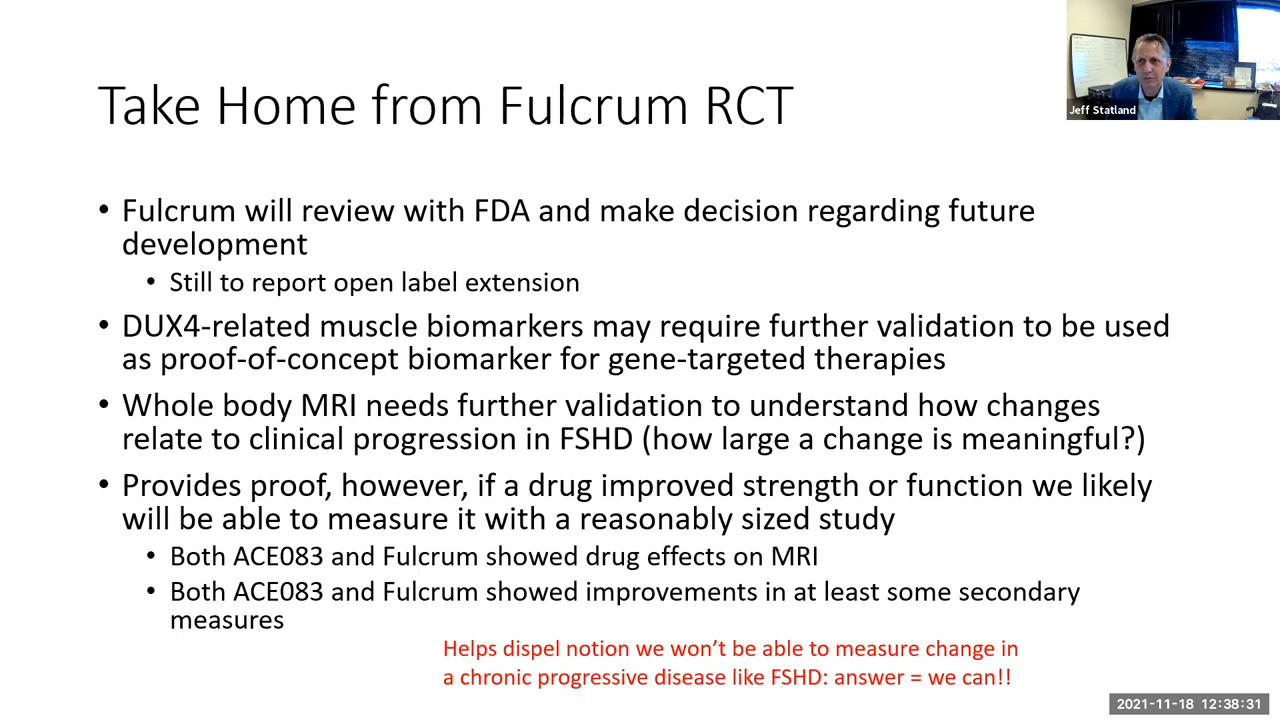 Take Home from Fulcrum RCT
Jeff Statland
• Fulcrum will review with FDA and make decision regarding future
development
• Still to report open label extension
• DUX4-related muscle biomarkers may require further validation to be used
as proof-of-concept biomarker for gene-targeted therapies
• Whole body MRI needs further validation to understand how changes
relate to clinical progression in FSHD (how large a change is meaningful?)
• Provides proof, however, if a drug improved strength or function we likely
will be able to measure it with a reasonably sized study
• Both ACE083 and Fulcrum showed drug effects on MRI
• Both ACE083 and Fulcrum showed improvements in at least some secondary
measures
Helps dispel notion we won’t be able to measure change in
a chronic progressive disease like FSHD: answer = we can!!
2021-11-18 12:38:31